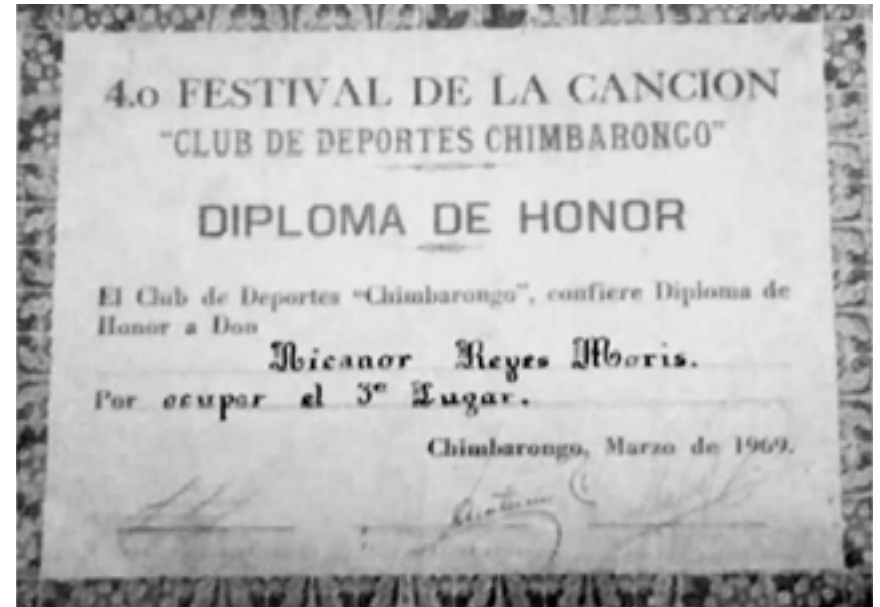 4.o FESTIVAL DE LA CANCION
"CLUB DE DEPORTES CHIMBARONGO"
DIPLOMA DE HONOR
El Club de Deportes "Chimbarongo", confiere Diploma de
Honor a Don
Nicanor Reyes Moris.
Por ocupar el 3er Lugar.
Chimbarongo, Marzo de 1969.